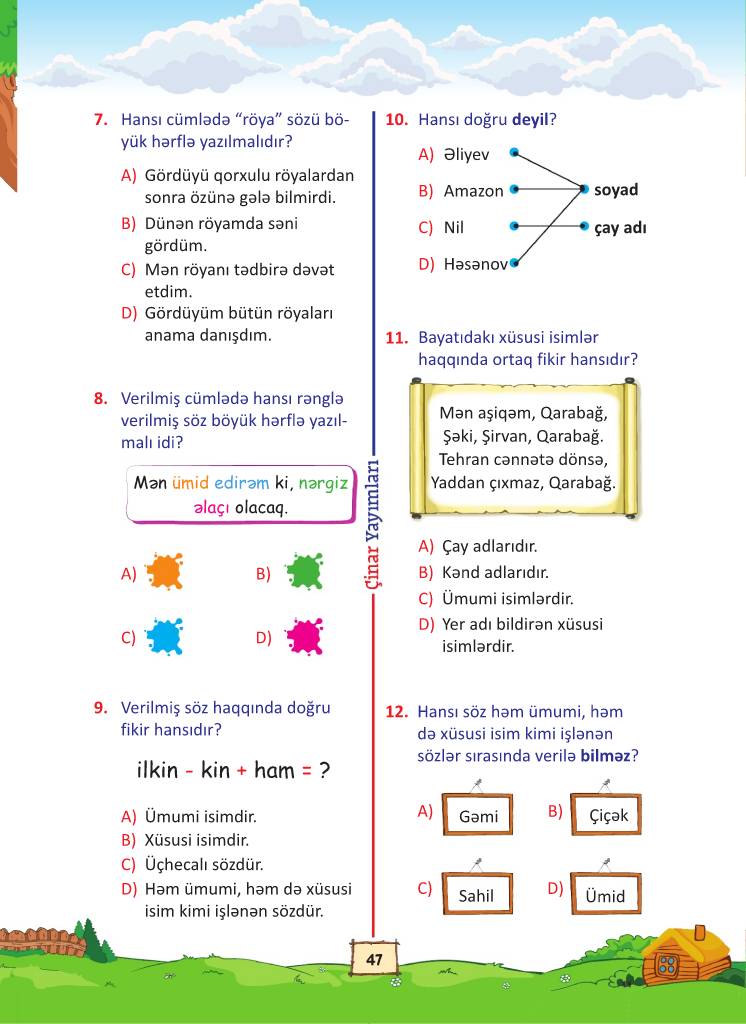 7. Hansı cümlədə “röya” sözü bö-
yük hərflə yazılmalıdır?
A) Gördüyü qorxulu röyalardan
sonra özünə gələ bilmirdi.
B) Dünən röyamda səni
gördüm.
C) Mən röyanı tədbirə dəvət
etdim.
D) Gördüyüm bütün röyaları
anama danışdım.
8. Verilmiş cümlədə hansı rənglə
verilmiş söz böyük hərflə yazıl-
malı idi?
Mən ümid edirəm ki, nərgiz
əlaçı olacaq.
A)
B)
C)
D)
9. Verilmiş söz haqqında doğru
fikir hansıdır?
ilkin - kin + ham = ?
A) Ümumi isimdir.
B) Xüsusi isimdir.
C) Üçhecalı sözdür.
D) Həm ümumi, həm də xüsusi
isim kimi işlənən sözdür.
Çinar Yayımları
10. Hansı doğru deyil?
A) Əliyev
B) Amazon
soyad
C) Nil
çay adı
D) Həsənov
11. Bayatıdakı xüsusi isimlər
haqqında ortaq fikir hansıdır?
Mən aşiqəm, Qarabağ,
Şəki, Şirvan, Qarabağ.
Tehran cənnətə dönsə,
Yaddan çıxmaz, Qarabağ.
A) Çay adlarıdır.
B) Kənd adlarıdır.
C) Ümumi isimlərdir.
D) Yer adı bildirən xüsusi
isimlərdir.
12. Hansı söz həm ümumi, həm
də xüsusi isim kimi işlənən
sözlər sırasında verilə bilməz?
A) Gəmi
B) Çiçək
C) Sahil
D) Ümid
47